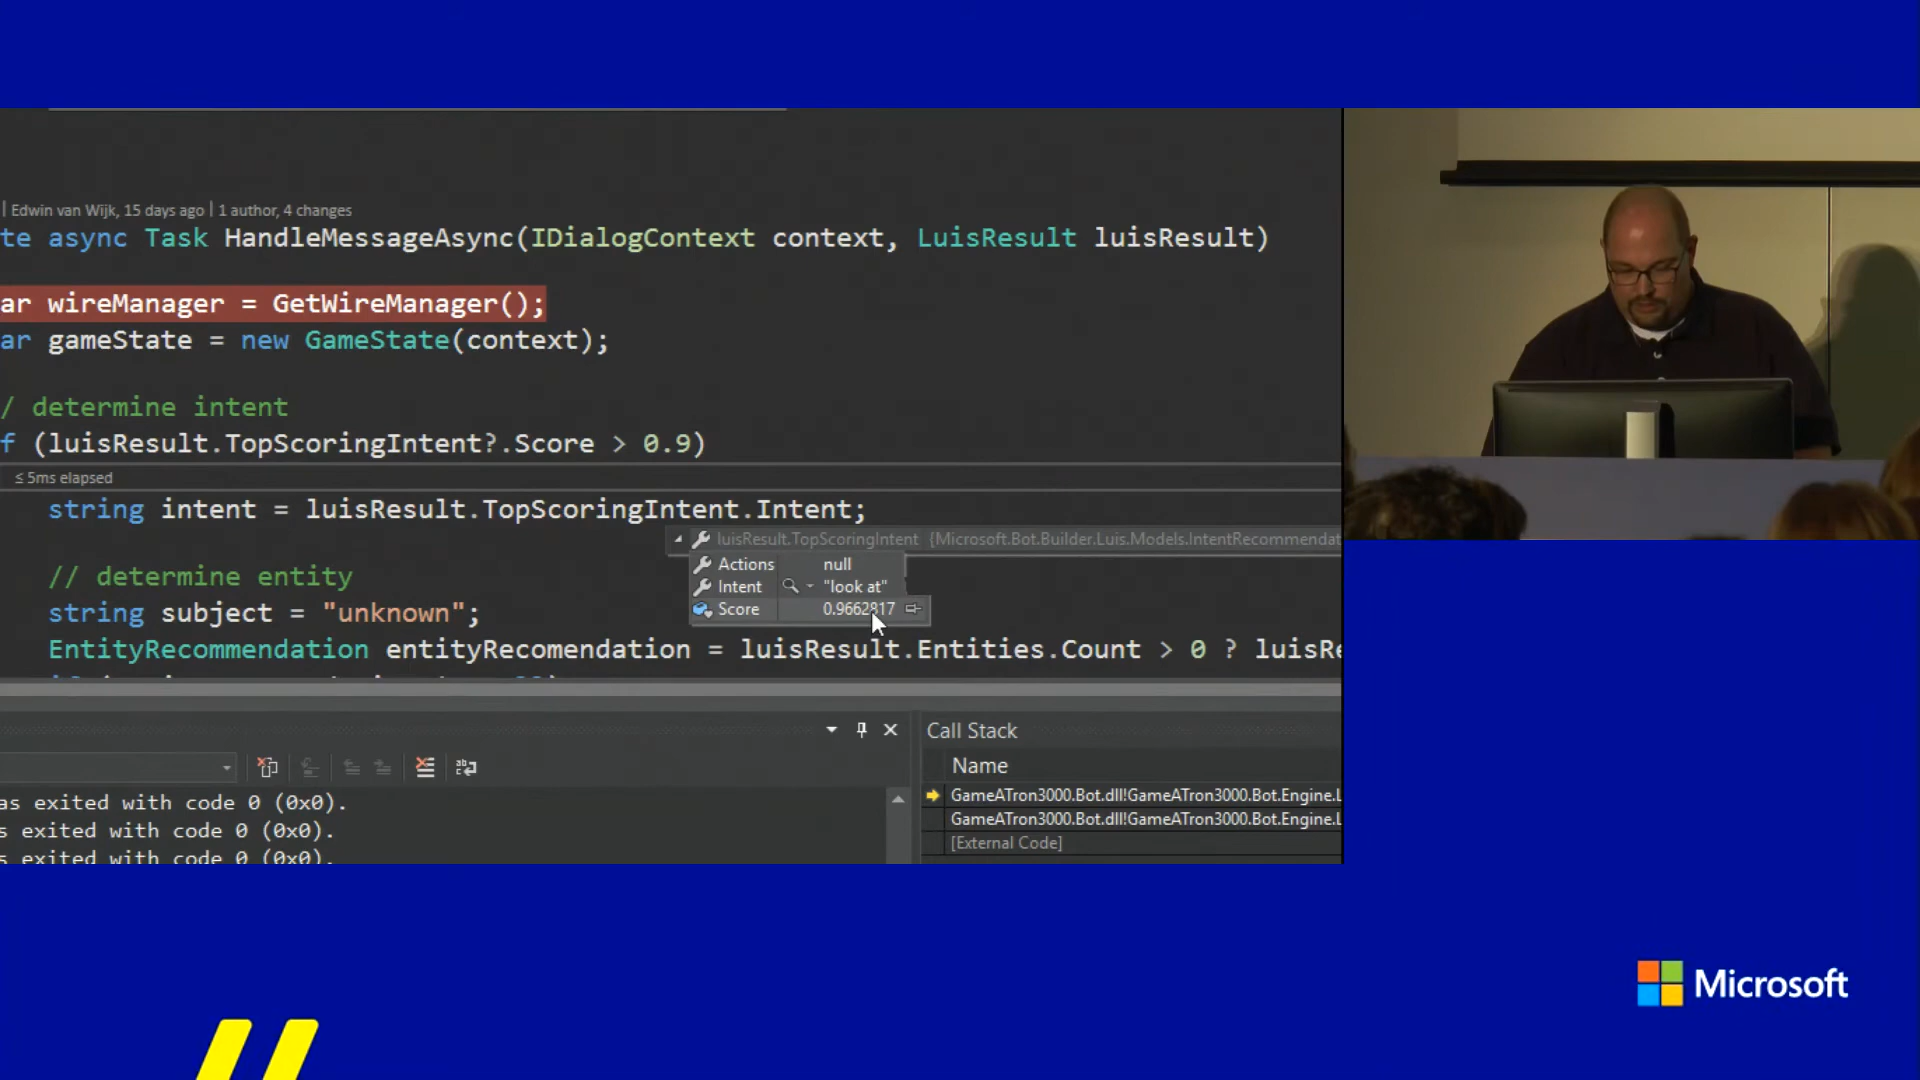 Edwin van Wijk, 15 days ago | 1 author, 4 changes
te async Task HandleMessageAsync(IDialogContext context, LuisResult luisResult)
ar wireManager = GetWireManager();
ar gameState = new GameState(context);
/ determine intent
f (luisResult.TopScoringIntent?.Score > 0.9)
≤ 5ms elapsed
string intent = luisResult.TopScoringIntent.Intent;
luisResult.TopScoringIntent {Microsoft.Bot.Builder.Luis.Models.IntentRecommendat
Actions null
Intent "look at"
Score 0.9662817
// determine entity
string subject = "unknown";
EntityRecommendation entityRecomendation = luisResult.Entities.Count > 0 ? luisRe
Call Stack
Name
GameATron3000.Bot.dll!GameATron3000.Bot.Engine.L
GameATron3000.Bot.dll!GameATron3000.Bot.Engine.L
[External Code]
as exited with code 0 (0x0).
s exited with code 0 (0x0).
s exited with code 0 (0x0).
Microsoft